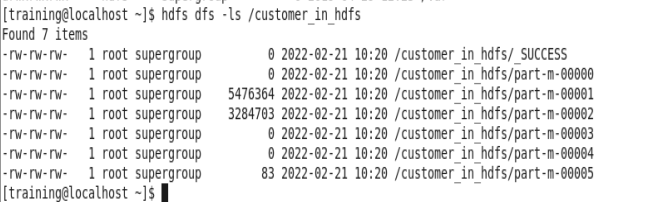 [training@localhost ~]$ hdfs dfs -ls /customer_in_hdfs
Found 7 items
-rw-rw-rw-   1 root supergroup          0 2022-02-21 10:20 /customer_in_hdfs/_SUCCESS
-rw-rw-rw-   1 root supergroup          0 2022-02-21 10:20 /customer_in_hdfs/part-m-00000
-rw-rw-rw-   1 root supergroup    5476364 2022-02-21 10:20 /customer_in_hdfs/part-m-00001
-rw-rw-rw-   1 root supergroup    3284703 2022-02-21 10:20 /customer_in_hdfs/part-m-00002
-rw-rw-rw-   1 root supergroup          0 2022-02-21 10:20 /customer_in_hdfs/part-m-00003
-rw-rw-rw-   1 root supergroup          0 2022-02-21 10:20 /customer_in_hdfs/part-m-00004
-rw-rw-rw-   1 root supergroup         83 2022-02-21 10:20 /customer_in_hdfs/part-m-00005
[training@localhost ~]$